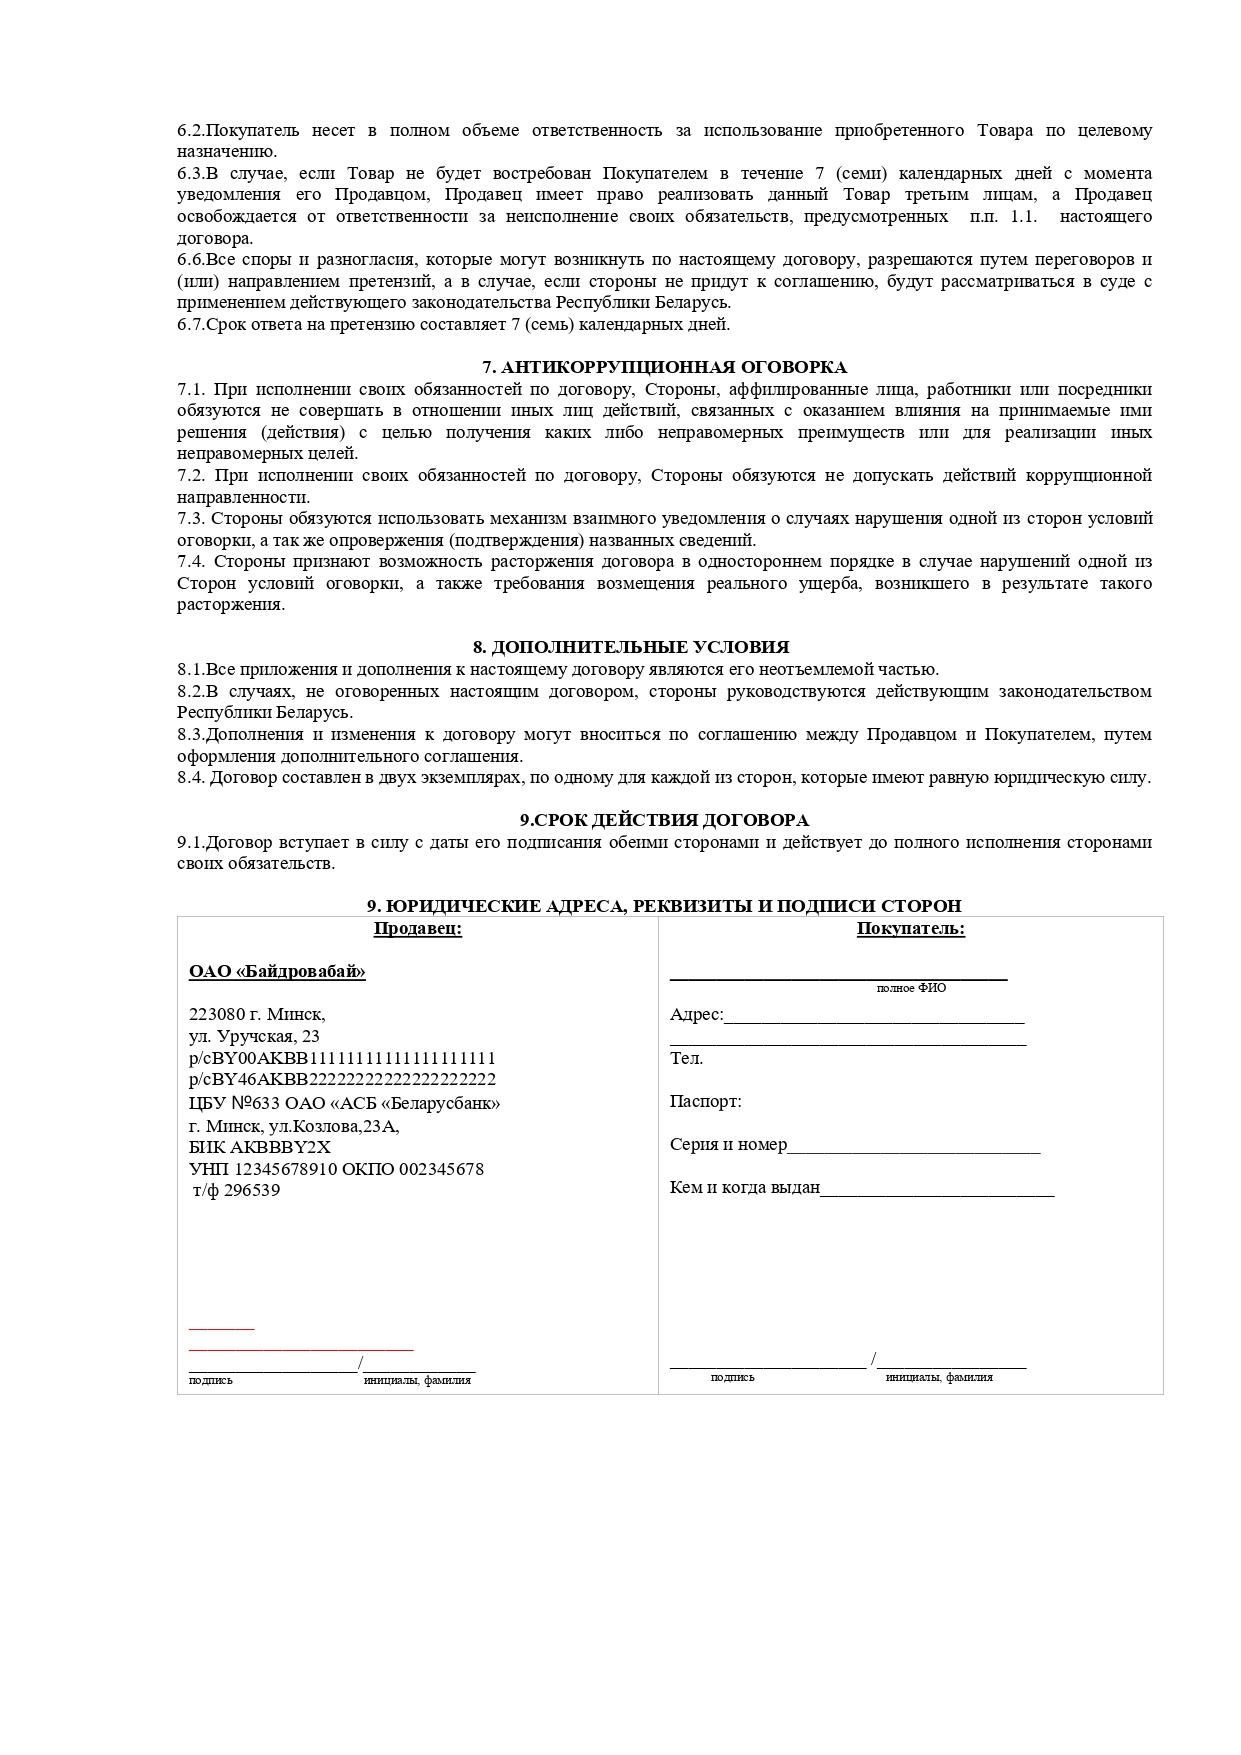 6.2.Покупатель несет в полном объеме ответственность за использование приобретенного Товара по целевому
назначению.
6.3.В случае, если Товар не будет востребован Покупателем в течение 7 (семи) календарных дней с момента
уведомления его Продавцом, Продавец имеет право реализовать данный Товар третьим лицам, а Продавец
освобождается от ответственности за неисполнение своих обязательств, предусмотренных п.п. 1.1. настоящего
договора.
6.6.Все споры и разногласия, которые могут возникнуть по настоящему договору, разрешаются путем переговоров и
(или) направлением претензий, а в случае, если стороны не придут к соглашению, будут рассматриваться в суде с
применением действующего законодательства Республики Беларусь.
6.7.Срок ответа на претензию составляет 7 (семь) календарных дней.
7. АНТИКОРРУПЦИОННАЯ ОГОВОРКА
7.1. При исполнении своих обязанностей по договору, Стороны, аффилированные лица, работники или посредники
обязуются не совершать в отношении иных лиц действий, связанных с оказанием влияния на принимаемые ими
решения (действия) с целью получения каких либо неправомерных преимуществ или для реализации иных
неправомерных целей.
7.2. При исполнении своих обязанностей по договору, Стороны обязуются не допускать действий коррупционной
направленности.
7.3. Стороны обязуются использовать механизм взаимного уведомления о случаях нарушения одной из сторон условий
оговорки, а так же опровержения (подтверждения) названных сведений.
7.4. Стороны признают возможность расторжения договора в одностороннем порядке в случае нарушений одной из
Сторон условий оговорки, а также требования возмещения реального ущерба, возникшего в результате такого
расторжения.
8. ДОПОЛНИТЕЛЬНЫЕ УСЛОВИЯ
8.1.Все приложения и дополнения к настоящему договору являются его неотъемлемой частью.
8.2.В случаях, не оговоренных настоящим договором, стороны руководствуются действующим законодательством
Республики Беларусь.
8.3.Дополнения и изменения к договору могут вноситься по соглашению между Продавцом и Покупателем, путем
оформления дополнительного соглашения.
8.4. Договор составлен в двух экземплярах, по одному для каждой из сторон, которые имеют равную юридическую силу.
9.СРОК ДЕЙСТВИЯ ДОГОВОРА
9.1.Договор вступает в силу с даты его подписания обеими сторонами и действует до полного исполнения сторонами
своих обязательств.
9. ЮРИДИЧЕСКИЕ АДРЕСА, РЕКВИЗИТЫ И ПОДПИСИ СТОРОН
Продавец:
ОАО «Байдровабай»
223080 г. Минск,
ул. Уручская, 23
р/сBY00AKBB11111111111111111111
р/сBY46AKBB22222222222222222222
ЦБУ №633 ОАО «АСБ «Беларусбанк»
г. Минск, ул.Козлова,23А,
БИК AKBBBY2X
УНП 12345678910 ОКПО 002345678
т/ф 296539
_______
________________________
__________________/____________
подпись инициалы, фамилия
Покупатель:
____________________________________
полное ФИО
Адрес:________________________________
______________________________________
Тел.
Паспорт:
Серия и номер___________________________
Кем и когда выдан_________________________
_____________________ /________________
подпись инициалы, фамилия